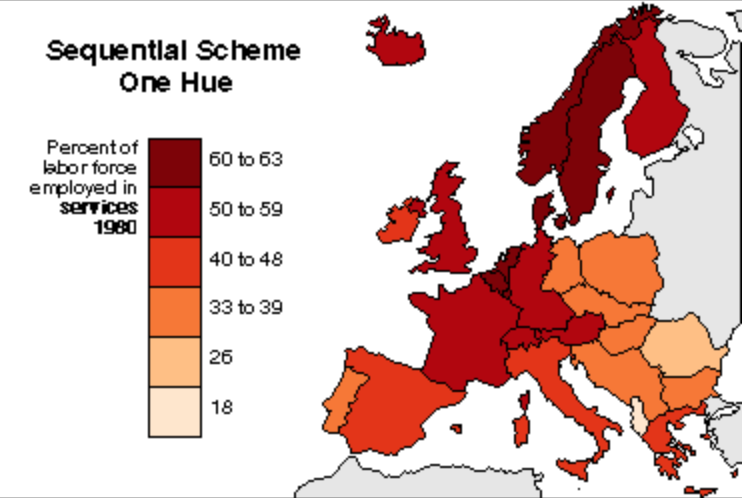 Sequential Scheme
One Hue
Percent of
labor force
employed in
services
1980
60 to 63
50 to 59
40 to 48
33 to 39
26
18